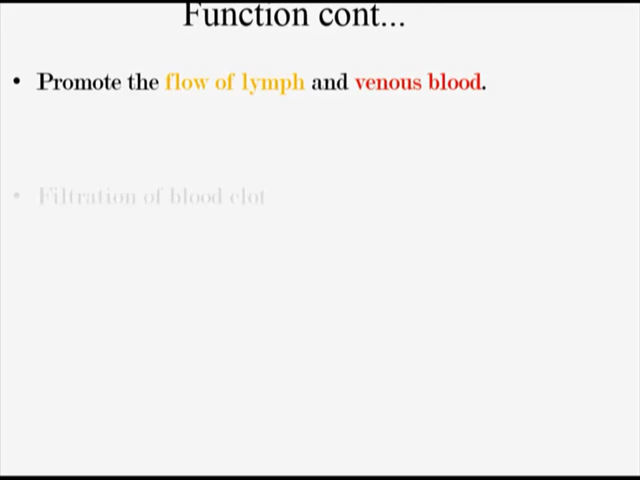 Function cont...
• Promote the flow of lymph and venous blood.
• Filtration of blood clot